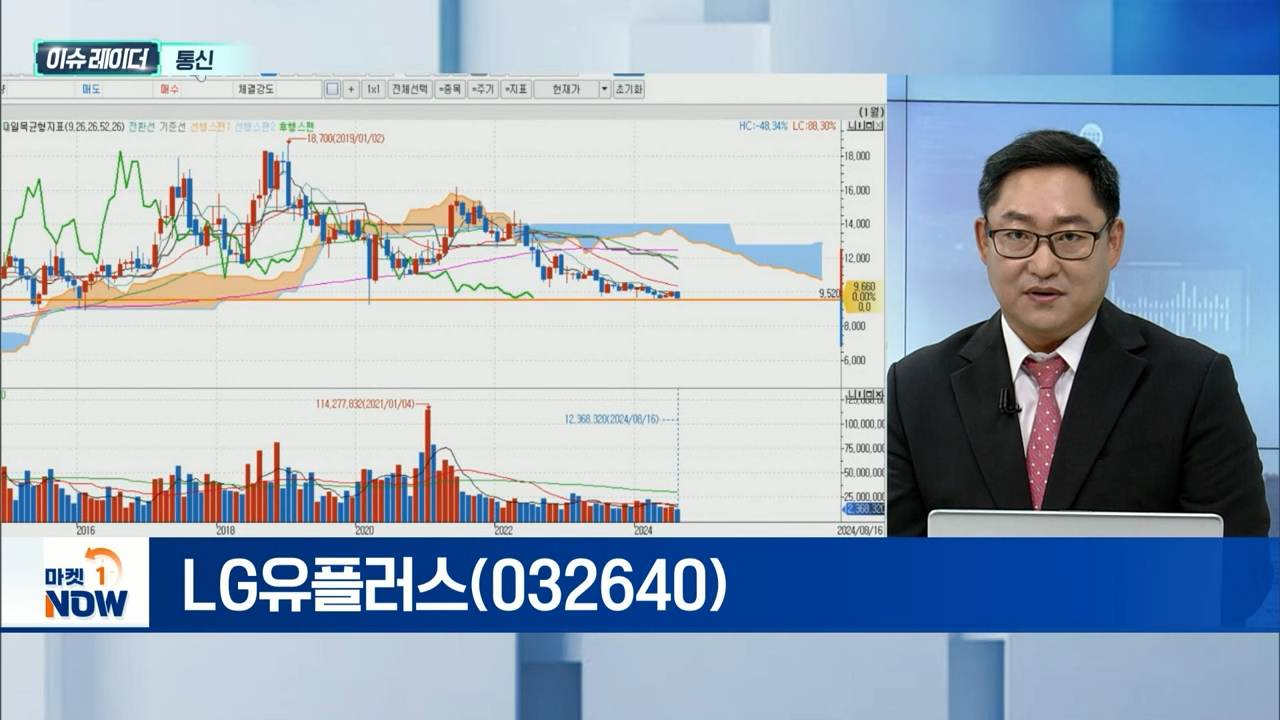 이슈레이더 통신
매도 매수 체결강도 + 1x1 전체선택 =종목 =주기 =지표 현재가 초기화
(1월)
일목균형지표(9,26,26,52,26) 전환선 기준선 선행스팬1 선행스팬2 후행스팬
HC:-48,34% LC:88,30%
18,700(2019/01/02)
18,000
16,000
14,000
12,000
9,520
9,660
0,00%
0,0
8,000
6,000
114,277,832(2021/01/04)
12,368,320(2024/08/16)
100,000,000
75,000,000
50,000,000
25,000,000
2016 2018 2020 2022 2024 2024/08/16
마켓 1
NOW
LG유플러스(032640)